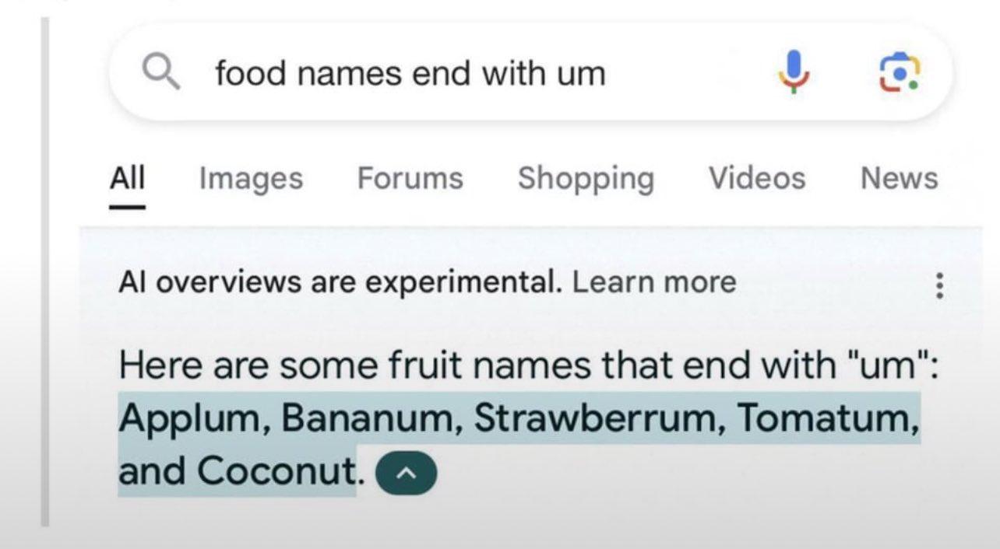 food names end with um
All Images Forums Shopping Videos News
AI overviews are experimental. Learn more
Here are some fruit names that end with "um":
Applum, Bananum, Strawberrum, Tomatum,
and Coconut.